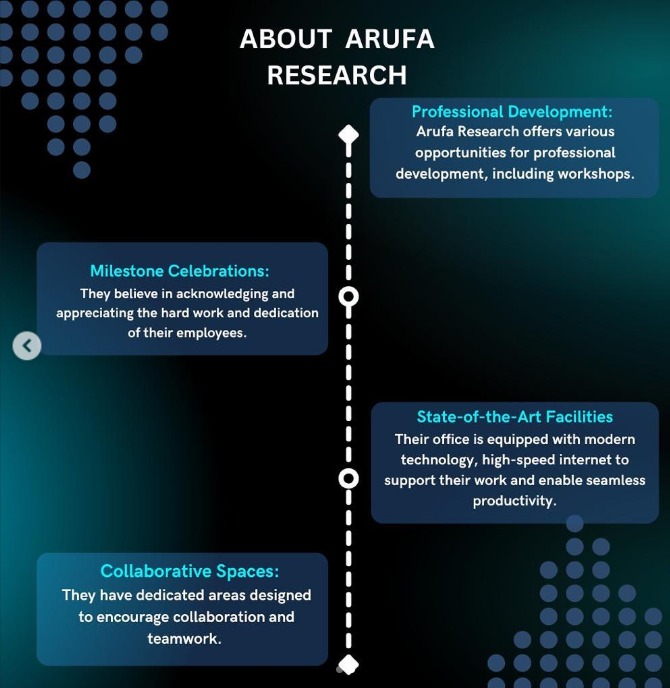 ABOUT ARUFA
RESEARCH
Professional Development:
Arufa Research offers various
opportunities for professional
development, including workshops.
Milestone Celebrations:
They believe in acknowledging and
appreciating the hard work and dedication
of their employees.
State-of-the-Art Facilities
Their office is equipped with modern
technology, high-speed internet to
support their work and enable seamless
productivity.
Collaborative Spaces:
They have dedicated areas designed
to encourage collaboration and
teamwork.